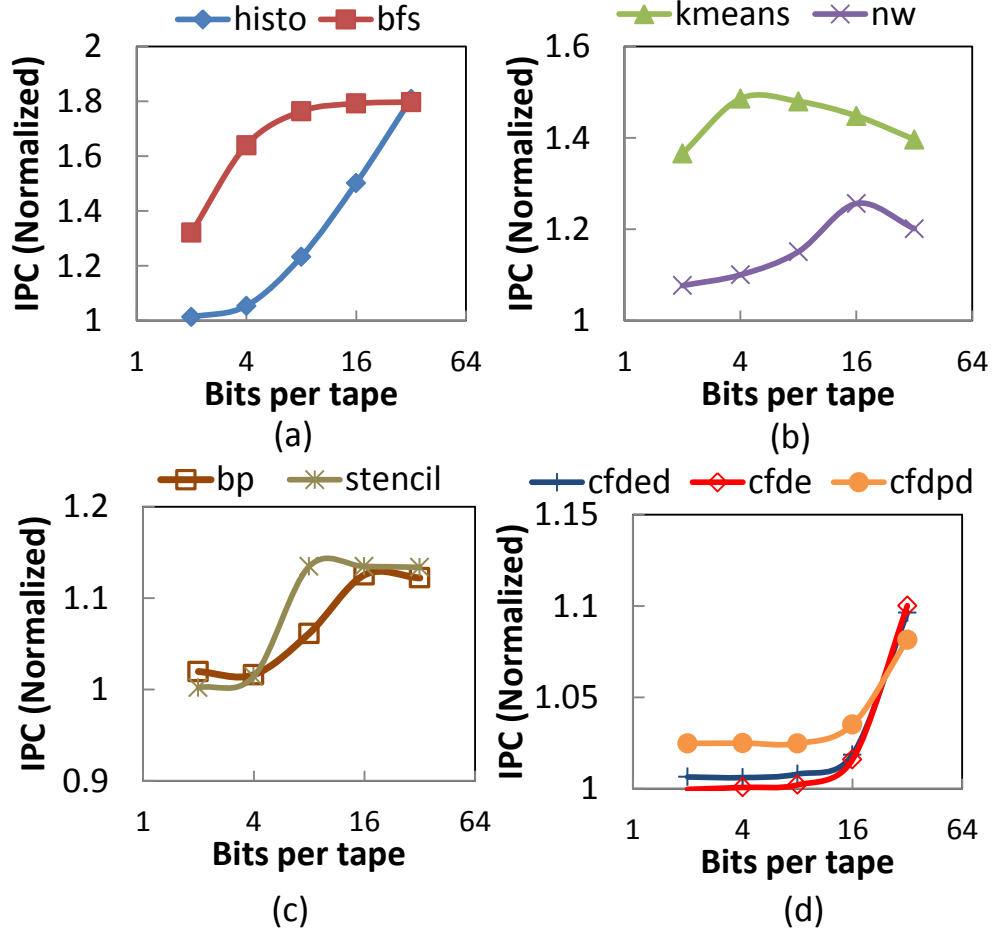 histo bfs
IPC (Normalized)
2
1.8
1.6
1.4
1.2
1
1 4 16 64
Bits per tape
(a)
kmeans nw
IPC (Normalized)
1.6
1.4
1.2
1
1 4 16 64
Bits per tape
(b)
bp stencil
IPC (Normalized)
1.2
1.1
1
0.9
1 4 16 64
Bits per tape
(c)
cfded cfde cfdpd
IPC (Normalized)
1.15
1.1
1.05
1
1 4 16 64
Bits per tape
(d)